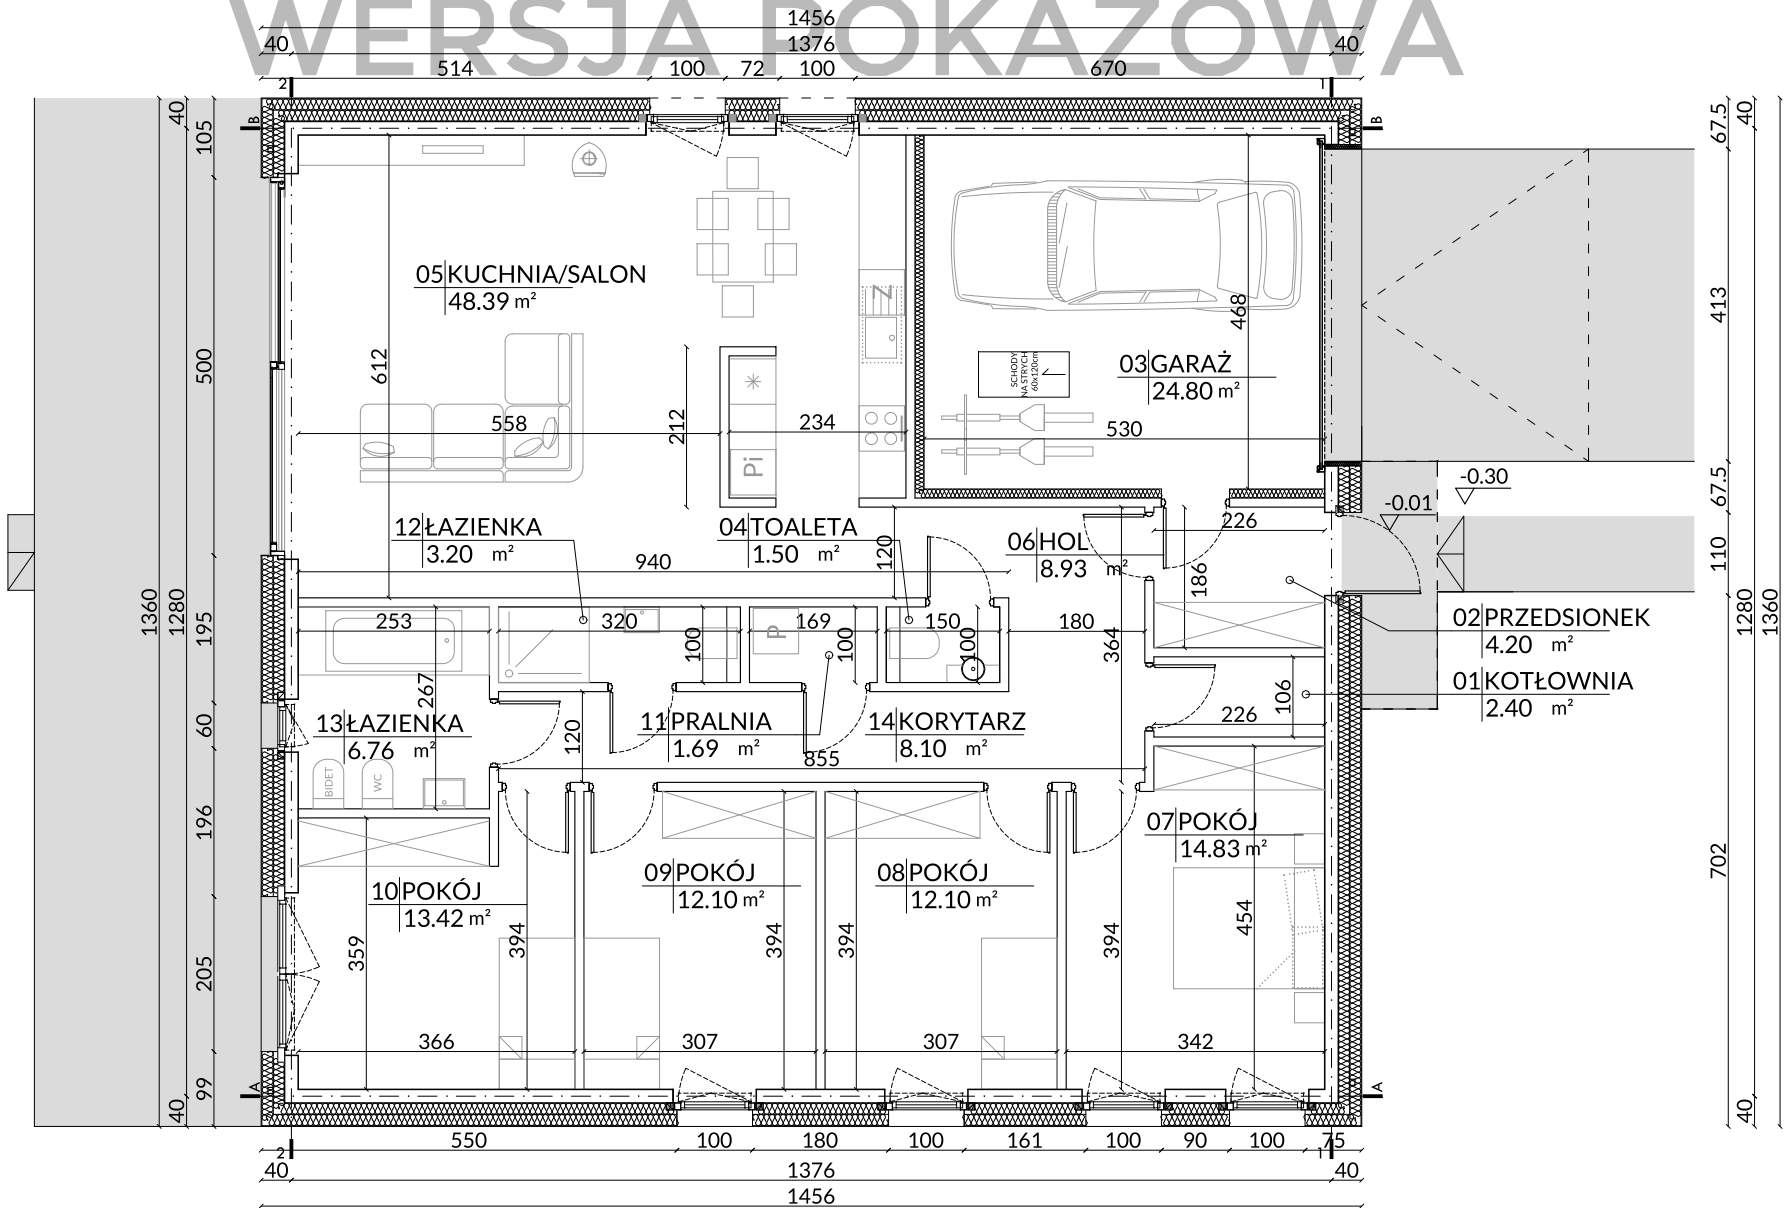 WERSJA POKAZOWA
1456
40 1376 40
514 100 72 100 670
2 1
B B
40 105 500 195 60 196 205 99 40
1360 1280
67.5 40
413
67.5
110
1280 1360
702
40
05 KUCHNIA/SALON
48.39 m²
612
558
212
234
Z
Pi
468
SCHODY
NA STRYCH
60x120cm
03 GARAŻ
24.80 m²
530
-0.30
-0.01
226
12 ŁAZIENKA
3.20 m²
04 TOALETA
1.50 m²
120
06 HOL
8.93 m²
186
940
02 PRZEDSIONEK
4.20 m²
253 320 100 P 169 100 150 100 180 364
267
01 KOTŁOWNIA
2.40 m²
106
226
13 ŁAZIENKA
6.76 m²
120
11 PRALNIA
1.69 m²
14 KORYTARZ
8.10 m²
855
BIDET WC
07 POKÓJ
14.83 m²
10 POKÓJ
13.42 m²
09 POKÓJ
12.10 m²
08 POKÓJ
12.10 m²
359 394 394 394 394 454
366 307 307 342
A A
550 100 180 100 161 100 90 100 75
2 1
40 1376 40
1456